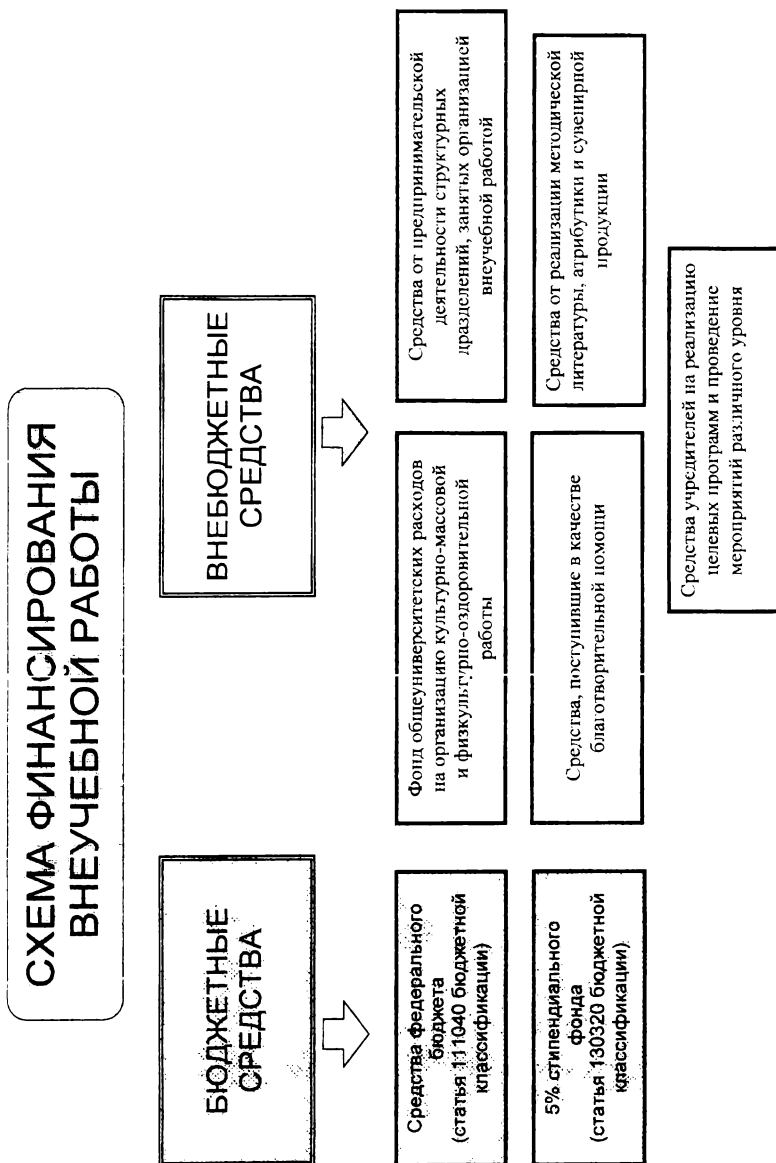 СХЕМА ФИНАНСИРОВАНИЯ
ВНЕУЧЕБНОЙ РАБОТЫ
БЮДЖЕТНЫЕ
СРЕДСТВА
Средства федерального
бюджета
(статья 111040 бюджетной
классификации)
5% стипендиального
фонда
(статья 130320 бюджетной
классификации)
ВНЕБЮДЖЕТНЫЕ
СРЕДСТВА
Фонд общеуниверситетских расходов
на организацию культурно-массовой
и физкультурно-оздоровительной
работы
Средства от предпринимательской
деятельности структурных
дразделений, занятых организацией
внеучебной работой
Средства, поступившие в качестве
благотворительной помощи
Средства от реализации методической
литературы, атрибутики и сувенирной
продукции
Средства учредителей на реализацию
целевых программ и проведение
мероприятий различного уровня